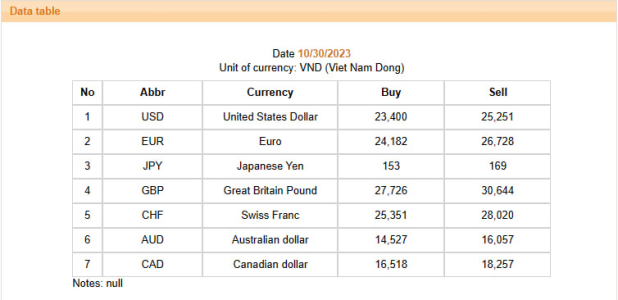 Data table
Date 10/30/2023
Unit of currency: VND (Viet Nam Dong)
No Abbr Currency Buy Sell
1 USD United States Dollar 23,400 25,251
2 EUR Euro 24,182 26,728
3 JPY Japanese Yen 153 169
4 GBP Great Britain Pound 27,726 30,644
5 CHF Swiss Franc 25,351 28,020
6 AUD Australian dollar 14,527 16,057
7 CAD Canadian dollar 16,518 18,257
Notes: null